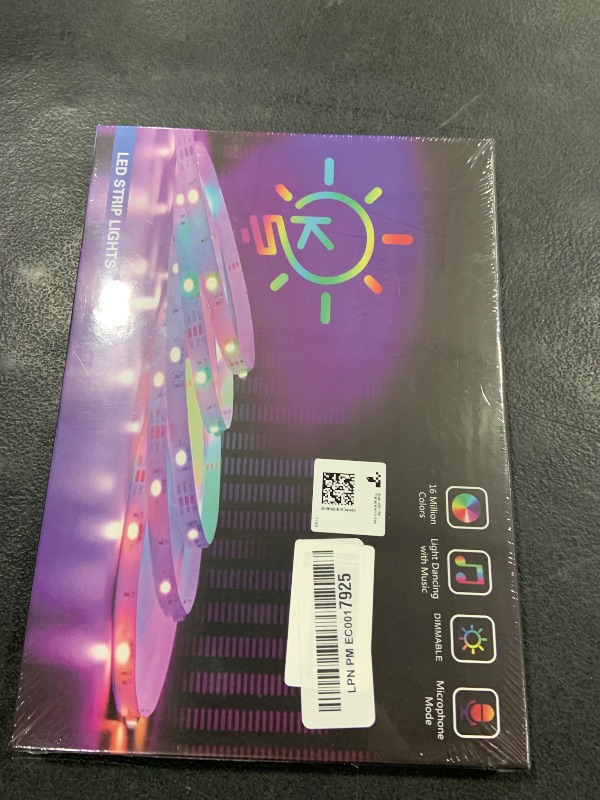 LED STRIP LIGHTS
K
16 Million
Colors
Light Dancing
with Music
DIMMABLE
Microphone
Mode
LPN PM EC0017925